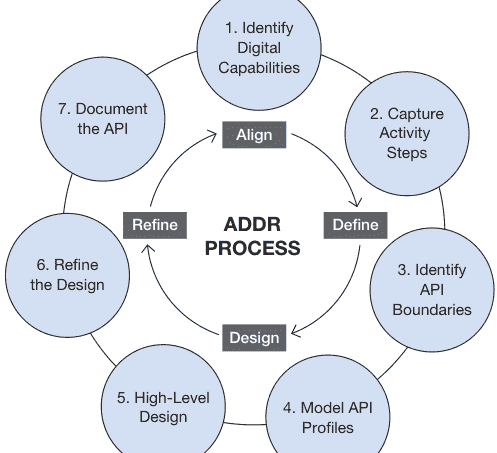 1. Identify
Digital
Capabilities
2. Capture
Activity
Steps
3. Identify
API
Boundaries
4. Model API
Profiles
5. High-Level
Design
6. Refine
the Design
7. Document
the API
Align
Define
Design
Refine
ADDR
PROCESS